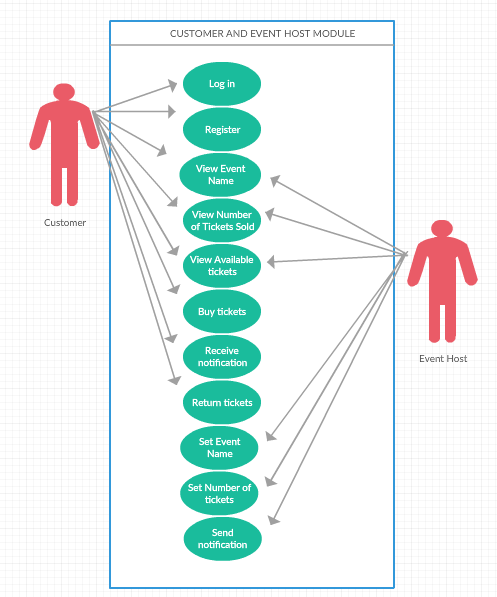 CUSTOMER AND EVENT HOST MODULE
Log in
Register
View Event
Name
View Number
of Tickets Sold
View Available
tickets
Buy tickets
Receive
notification
Return tickets
Set Event
Name
Set Number of
tickets
Send
notification
Customer
Event Host